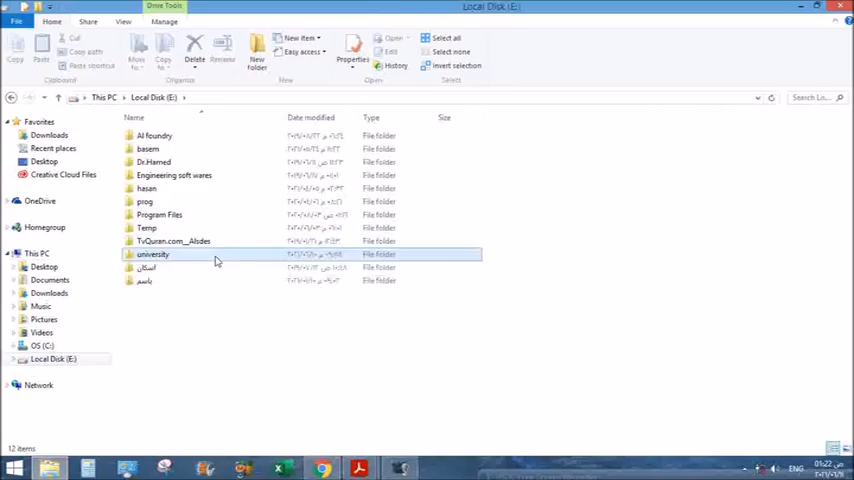 Drive Tools
Local Disk (E:)
File
Home
Share
View
Manage
Copy
Paste
Cut
Copy path
Paste shortcut
Clipboard
Move to
Copy to
Delete
Rename
Organize
New folder
New item
Easy access
New
Properties
Open
Edit
History
Open
Select all
Select none
Invert selection
Select
This PC
Local Disk (E:)
Search Lo...
Name
Date modified
Type
Size
Favorites
Downloads
Recent places
Desktop
Creative Cloud Files
OneDrive
Homegroup
This PC
Desktop
Documents
Downloads
Music
Pictures
Videos
OS (C:)
Local Disk (E:)
Network
AI foundry
File folder
basem
File folder
Dr.Hamed
File folder
Engineering soft wares
File folder
hasan
File folder
prog
File folder
Program Files
File folder
Temp
File folder
TvQuran.com__Alsdes
File folder
university
File folder
اسكان
File folder
باسم
File folder
12 items
ENG
ص 01:22